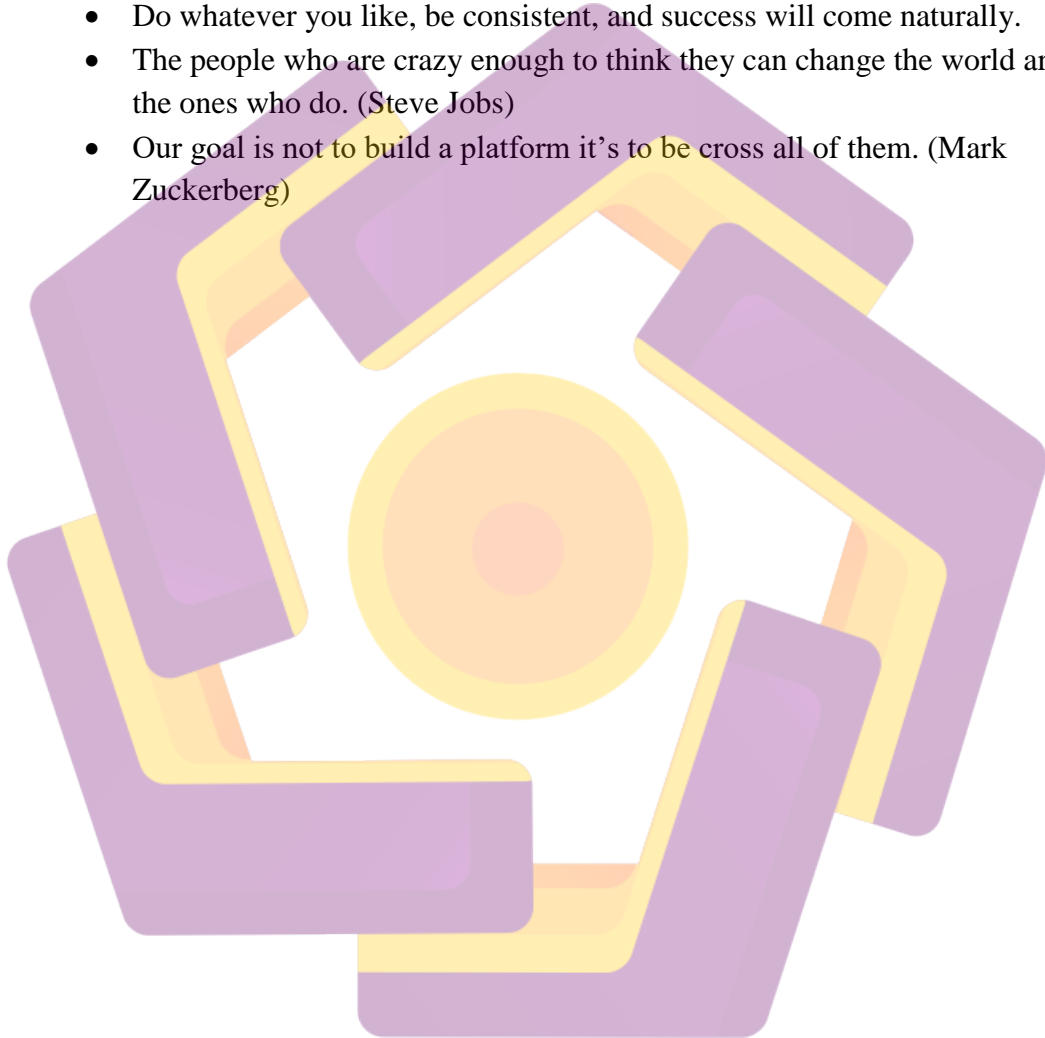 • Do whatever you like, be consistent, and success will come naturally.
• The people who are crazy enough to think they can change the world
the ones who do. (Steve Jobs)
• Our goal is not to build a platform it's to be cross all of them. (Mark
Zuckerberg)